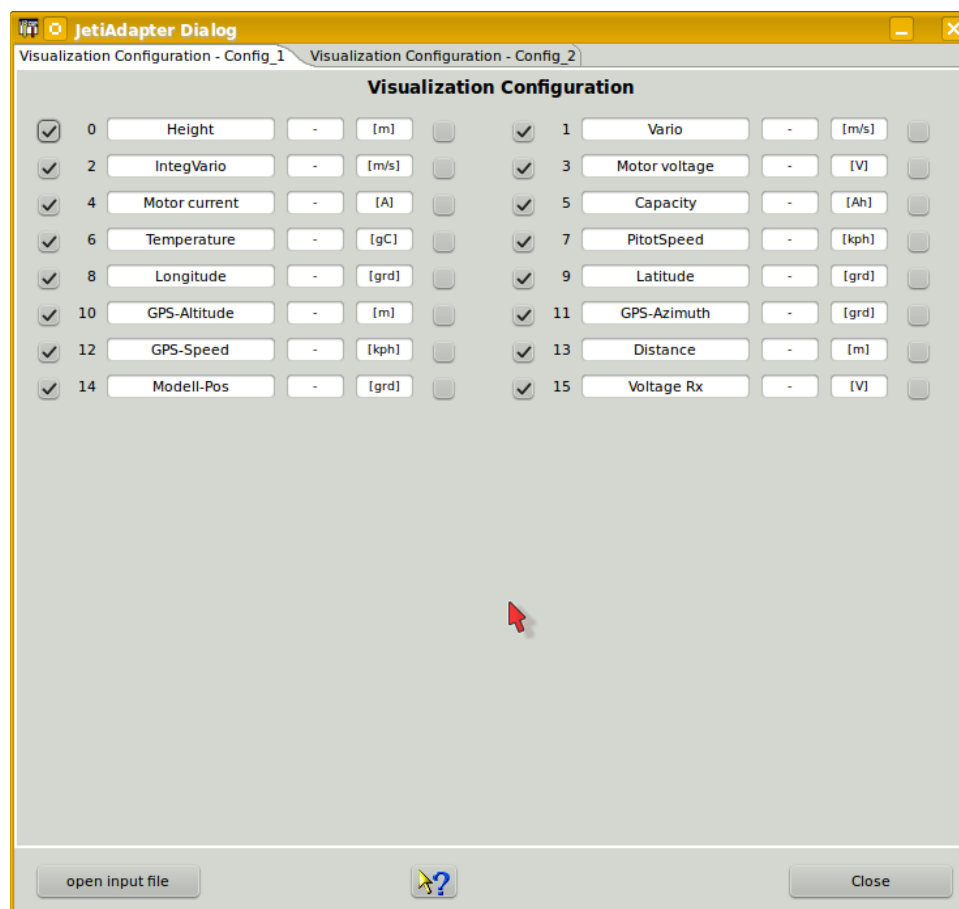 JetiAdapter Dialog
Visualization Configuration - Config_1 Visualization Configuration - Config_2
Visualization Configuration
0 Height - [m] 1 Vario - [m/s]
2 IntegVario - [m/s] 3 Motor voltage - [V]
4 Motor current - [A] 5 Capacity - [Ah]
6 Temperature - [gC] 7 PitotSpeed - [kph]
8 Longitude - [grd] 9 Latitude - [grd]
10 GPS-Altitude - [m] 11 GPS-Azimuth - [grd]
12 GPS-Speed - [kph] 13 Distance - [m]
14 Modell-Pos - [grd] 15 Voltage Rx - [V]
open input file ? Close